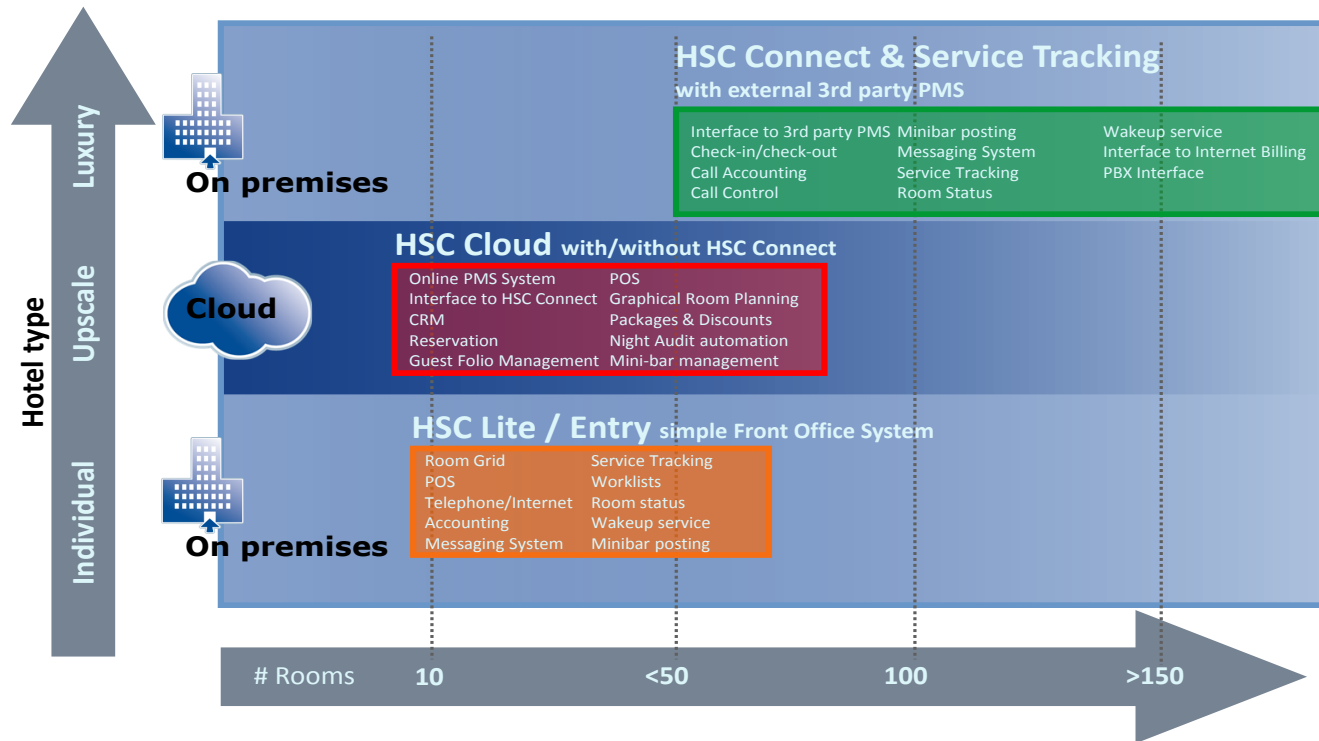 HSC Connect & Service Tracking
with external 3rd party PMS
Interface to 3rd party PMS
Check-in/check-out
Call Accounting
Call Control
Minibar posting
Messaging System
Service Tracking
Room Status
Wakeup service
Interface to Internet Billing
PBX Interface
Luxury
On premises
HSC Cloud with/without HSC Connect
Online PMS System
Interface to HSC Connect
CRM
Reservation
Guest Folio Management
POS
Graphical Room Planning
Packages & Discounts
Night Audit automation
Mini-bar management
Hotel type
Upscale
Cloud
HSC Lite / Entry simple Front Office System
Room Grid
POS
Telephone/Internet
Accounting
Messaging System
Service Tracking
Worklists
Room status
Wakeup service
Minibar posting
Individual
On premises
# Rooms 10 <50 100 >150